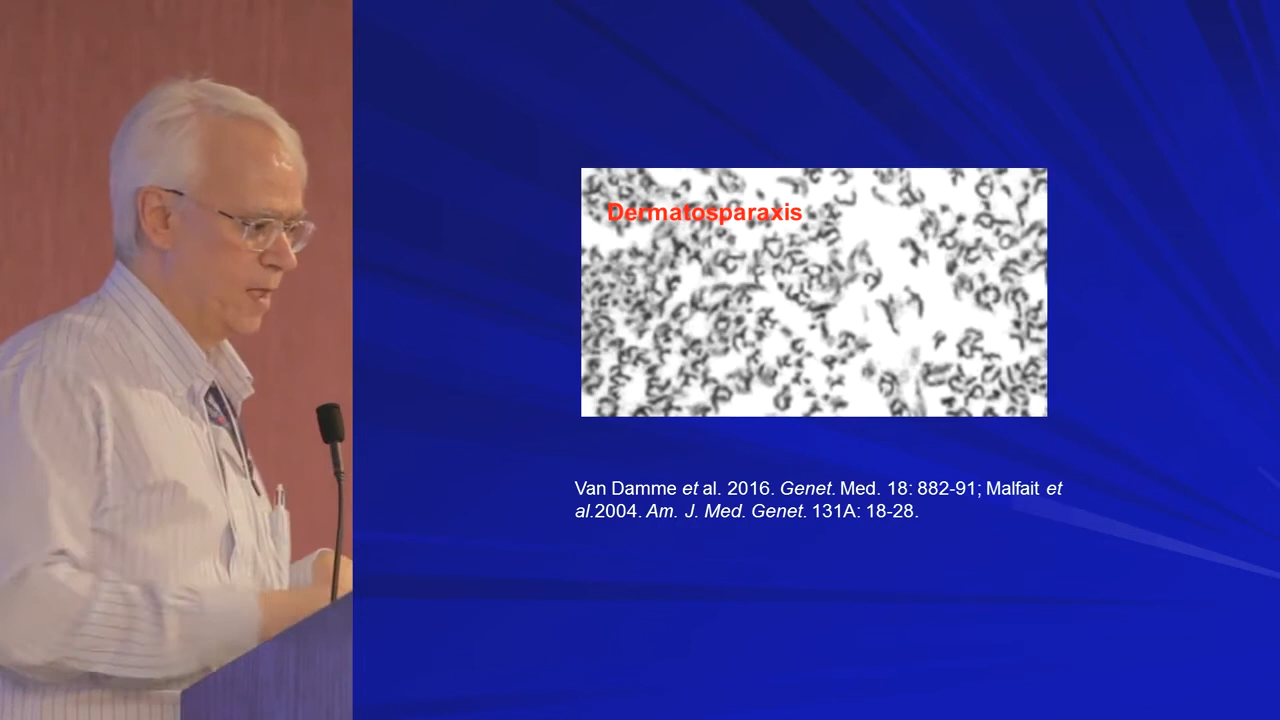 Dermatosparaxis
Van Damme et al. 2016. Genet. Med. 18: 882-91; Malfait et
al.2004. Am. J. Med. Genet. 131A: 18-28.